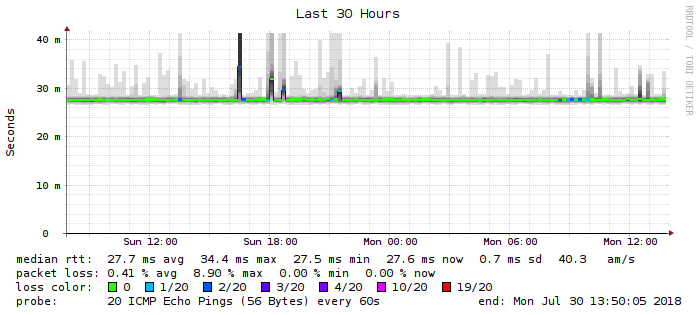 Last 30 Hours
RRDTOOL / TOBI OETIKER
Seconds
40 m
30 m
20 m
10 m
0
Sun 12:00 Sun 18:00 Mon 00:00 Mon 06:00 Mon 12:00
median rtt: 27.7 ms avg 34.4 ms max 27.5 ms min 27.6 ms now 0.7 ms sd 40.3 am/s
packet loss: 0.41 % avg 8.90 % max 0.00 % min 0.00 % now
loss color: 0 1/20 2/20 3/20 4/20 10/20 19/20
probe: 20 ICMP Echo Pings (56 Bytes) every 60s end: Mon Jul 30 13:50:05 2018